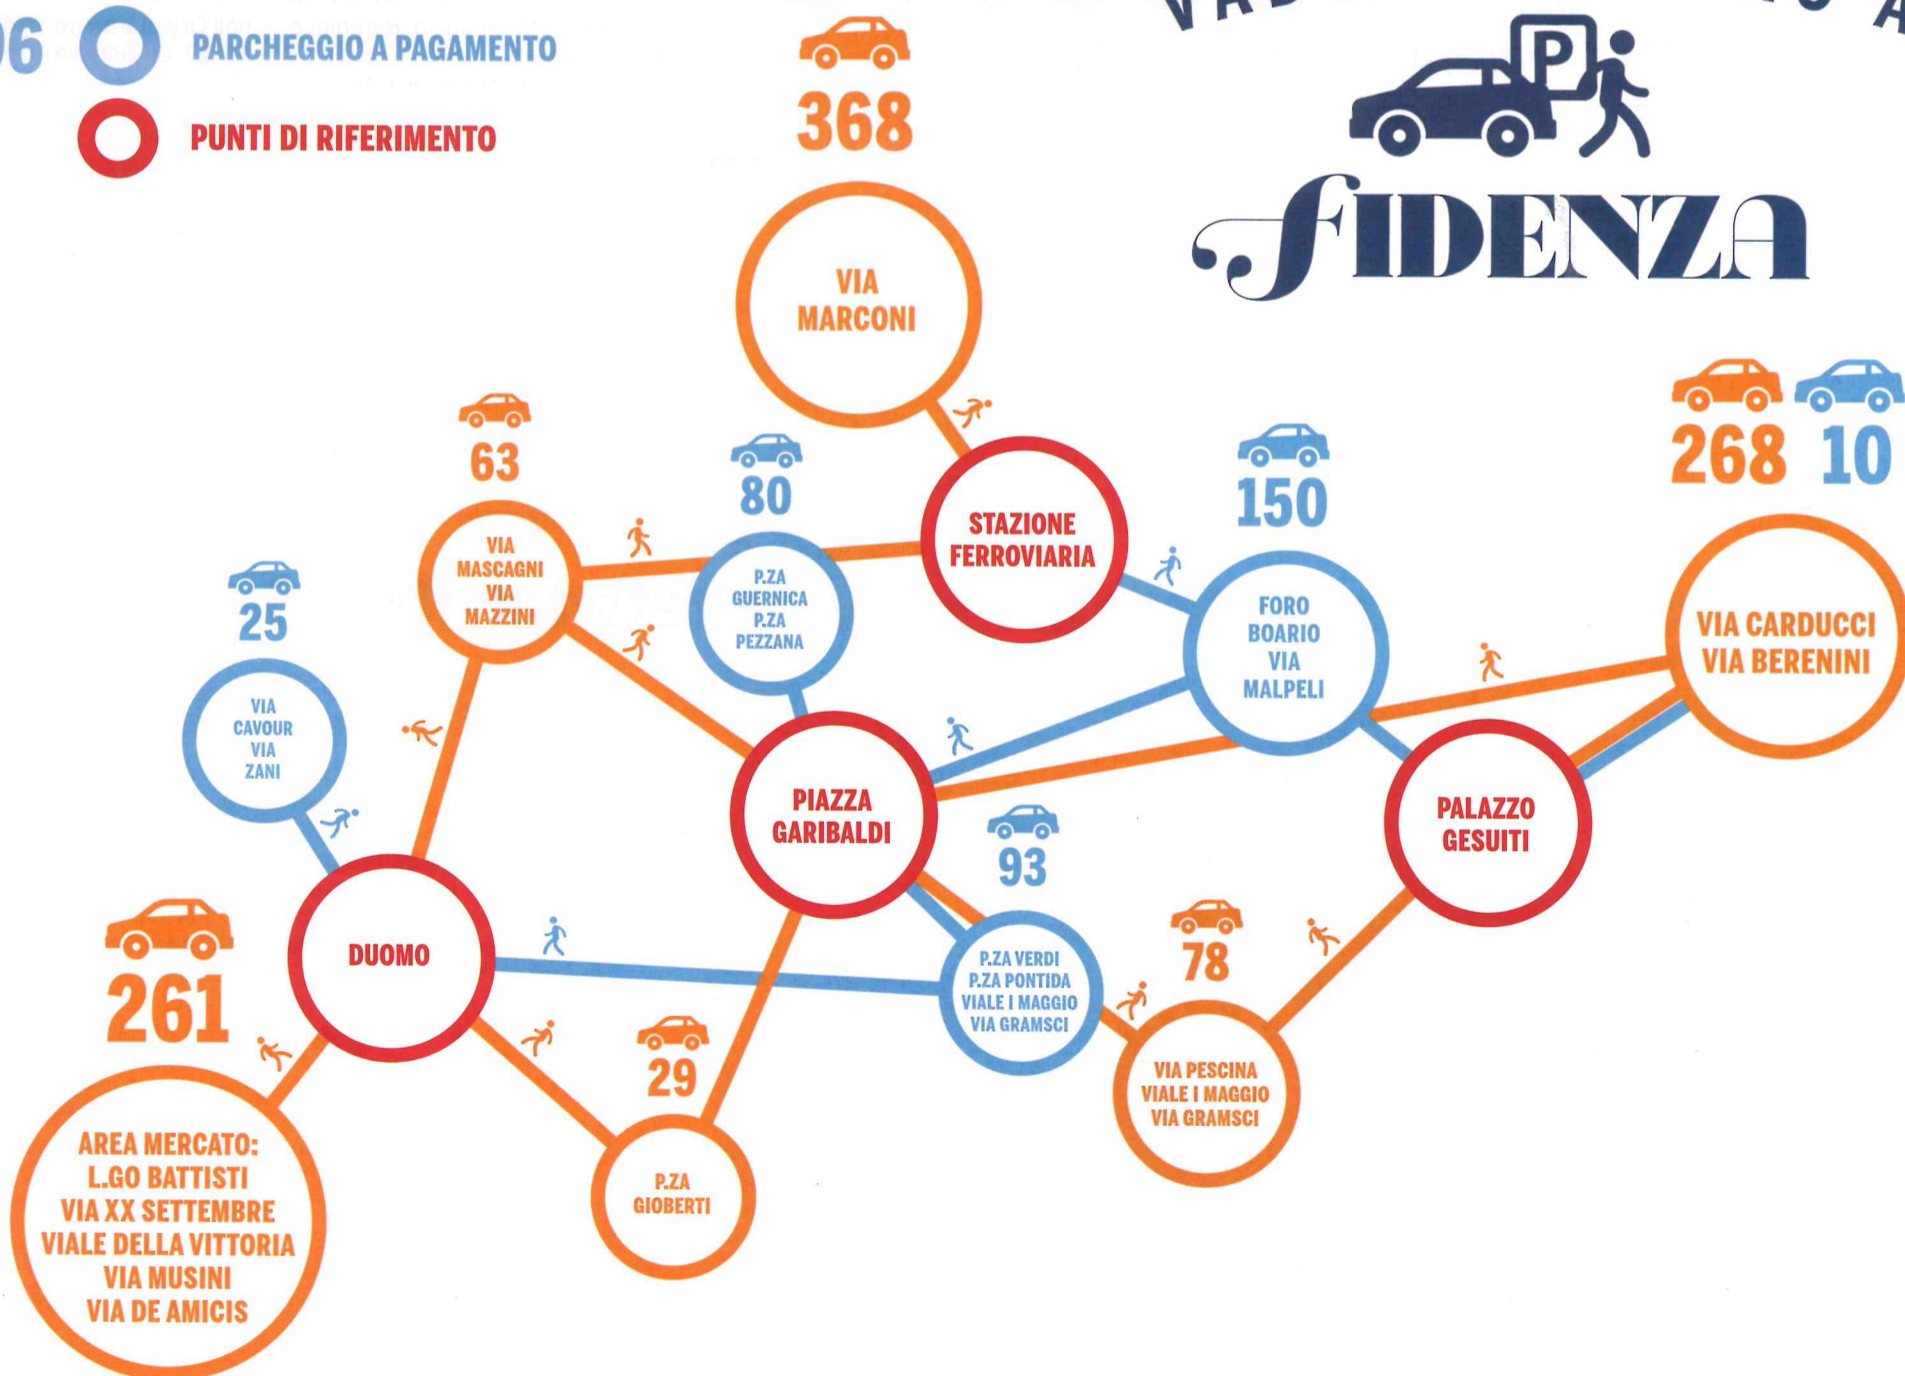 PARCHEGGIO A PAGAMENTO
PUNTI DI RIFERIMENTO
368
P
FIDENZA
VIA
MARCONI
63
80
150
268 10
VIA
MASCAGNI
VIA
MAZZINI
P.ZA
GUERNICA
P.ZA
PEZZANA
STAZIONE
FERROVIARIA
FORO
BOARIO
VIA
MALPELI
VIA CARDUCCI
VIA BERENINI
25
VIA
CAVOUR
VIA
ZANI
PIAZZA
GARIBALDI
PALAZZO
GESUITI
93
DUOMO
P.ZA VERDI
P.ZA PONTIDA
VIALE I MAGGIO
VIA GRAMSCI
78
261
29
VIA PESCINA
VIALE I MAGGIO
VIA GRAMSCI
AREA MERCATO:
L.GO BATTISTI
VIA XX SETTEMBRE
VIALE DELLA VITTORIA
VIA MUSINI
VIA DE AMICIS
P.ZA
GIOBERTI